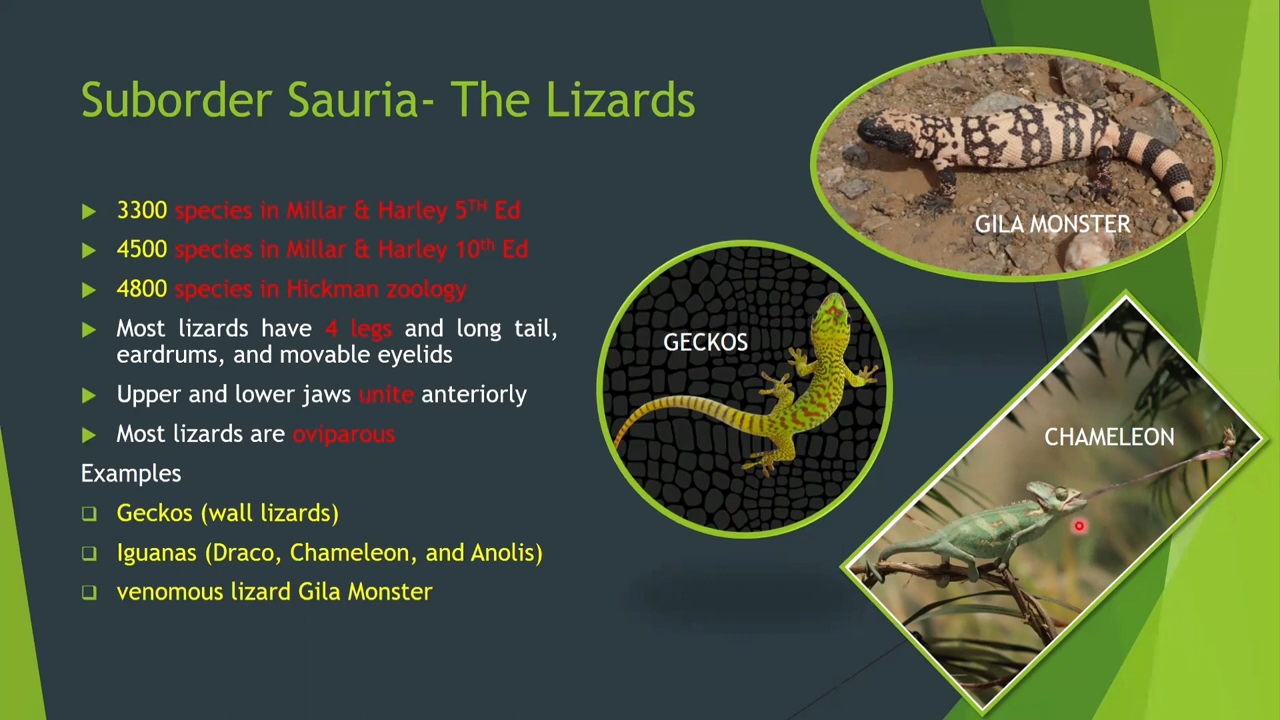 Suborder Sauria- The Lizards
3300 species in Millar & Harley 5TH Ed
4500 species in Millar & Harley 10th Ed
4800 species in Hickman zoology
Most lizards have 4 legs and long tail,
eardrums, and movable eyelids
Upper and lower jaws unite anteriorly
Most lizards are oviparous
Examples
Geckos (wall lizards)
Iguanas (Draco, Chameleon, and Anolis)
venomous lizard Gila Monster
GILA MONSTER
GECKOS
CHAMELEON